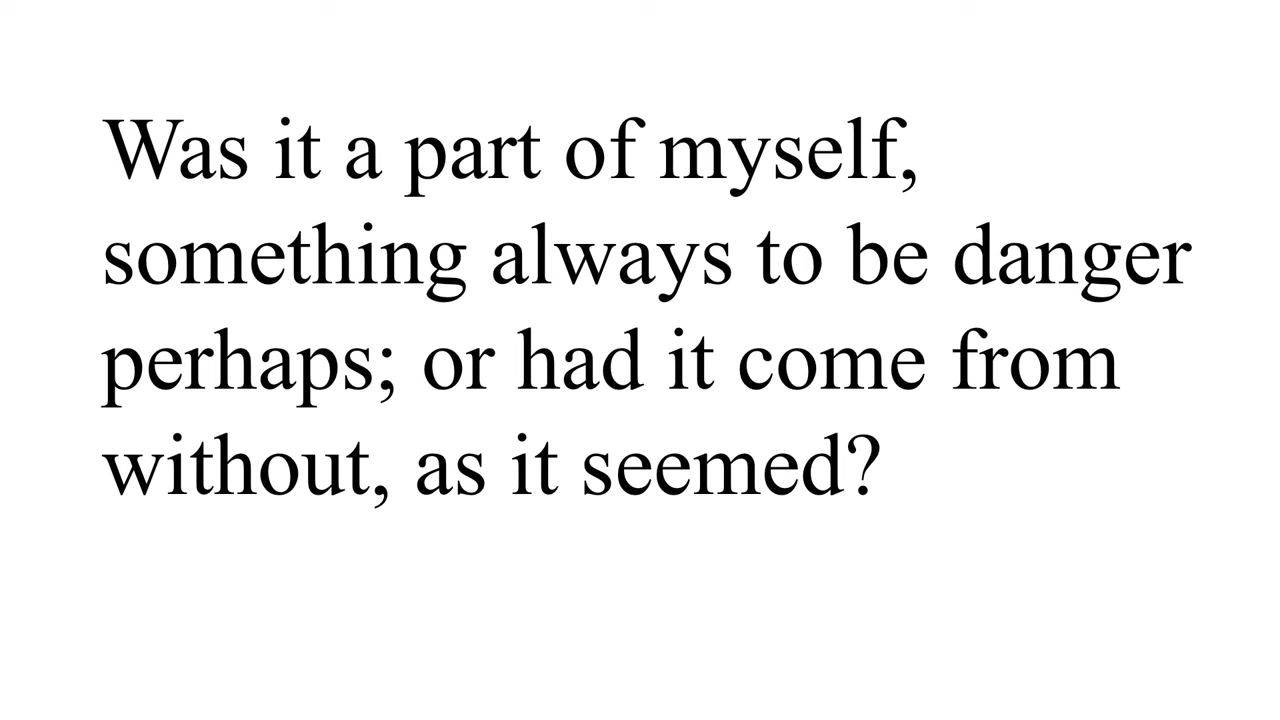 Was it a part of myself,
something always to be danger
perhaps; or had it come from
without, as it seemed?